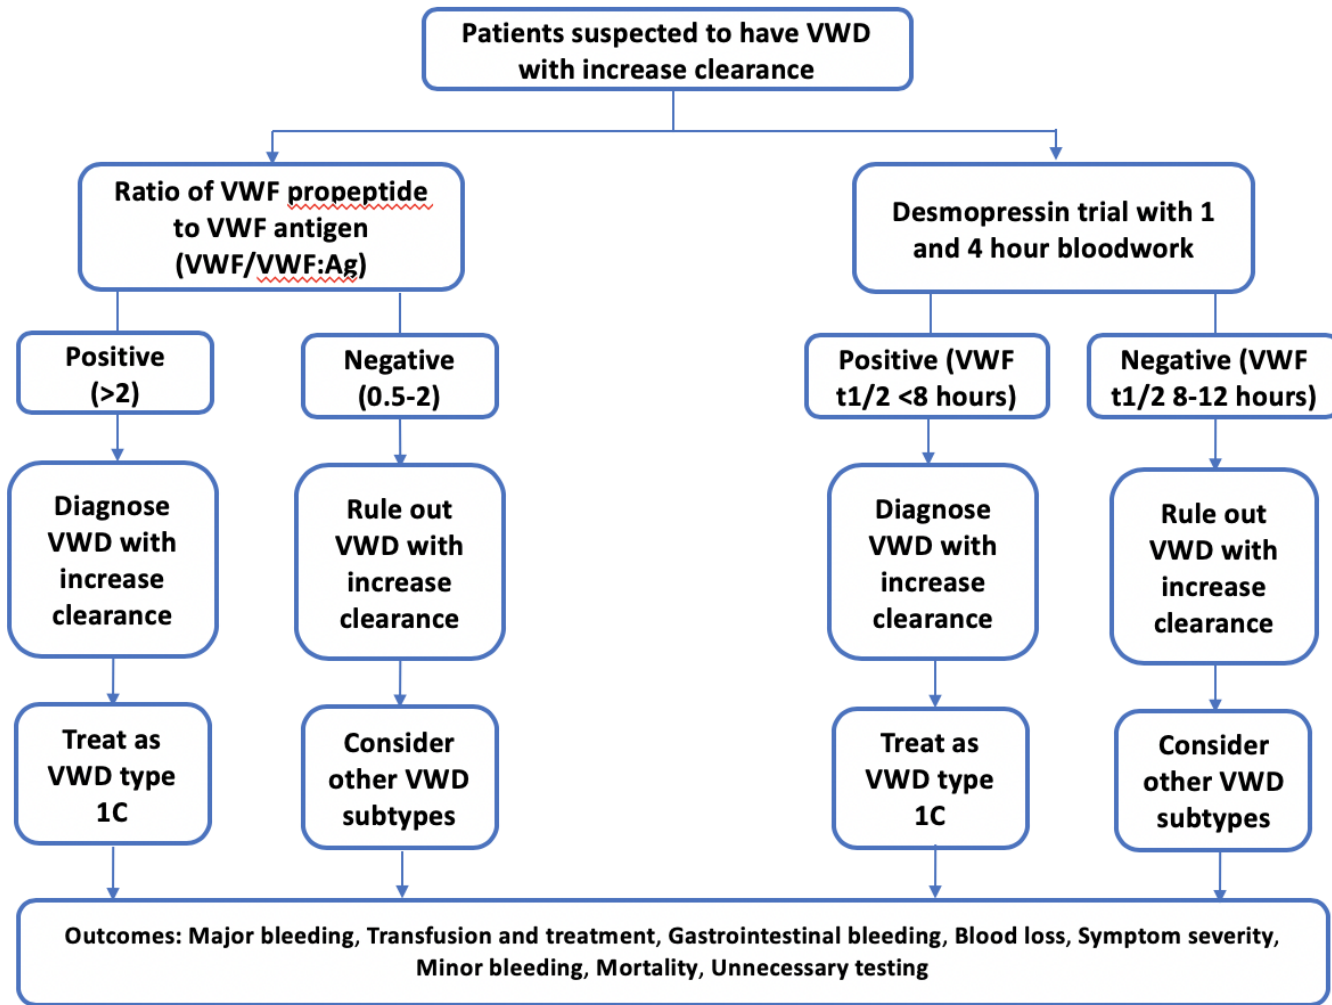 Patients suspected to have VWD
with increase clearance
Ratio of VWF propeptide
to VWF antigen
(VWF/VWF:Ag)
Desmopressin trial with 1
and 4 hour bloodwork
Positive
(>2)
Negative
(0.5-2)
Positive (VWF
t1/2 <8 hours)
Negative (VWF
t1/2 8-12 hours)
Diagnose
VWD with
increase
clearance
Rule out
VWD with
increase
clearance
Diagnose
VWD with
increase
clearance
Rule out
VWD with
increase
clearance
Treat as
VWD type
1C
Consider
other VWD
subtypes
Treat as
VWD type
1C
Consider
other VWD
subtypes
Outcomes: Major bleeding, Transfusion and treatment, Gastrointestinal bleeding, Blood loss, Symptom severity,
Minor bleeding, Mortality, Unnecessary testing